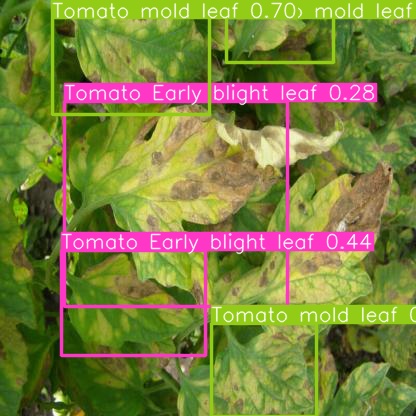 Tomato mold leaf 0.70
mold leaf
Tomato Early blight leaf 0.28
Tomato Early blight leaf 0.44
Tomato mold leaf